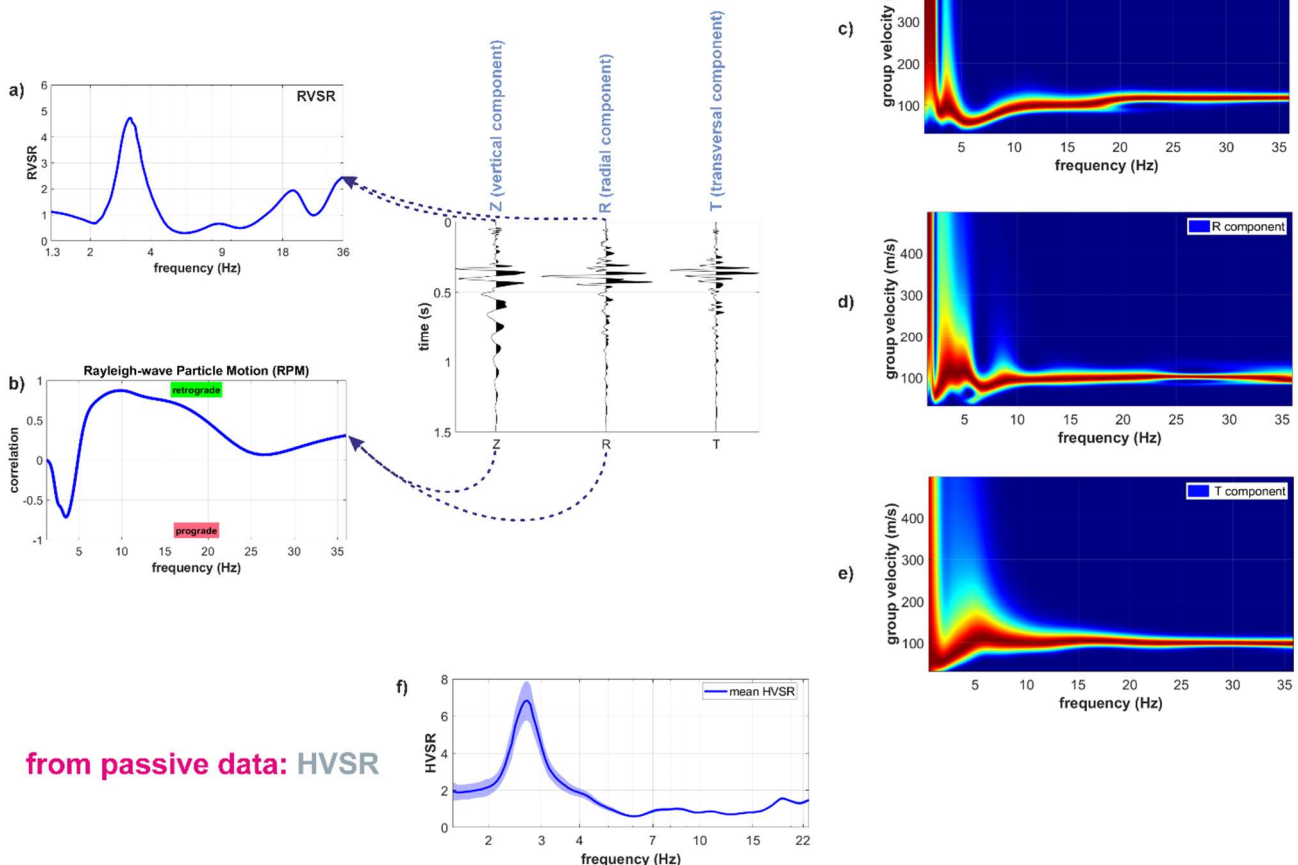 a)
RVSR
RVSR
6
5
4
3
2
1
0
1.3 2 4 9 18 36
frequency (Hz)
b)
Rayleigh-wave Particle Motion (RPM)
retrograde
prograde
correlation
1
0.5
0
-0.5
-1
5 10 15 20 25 30 35
frequency (Hz)
Z (vertical component)
R (radial component)
T (transversal component)
time (s)
0
0.5
1
1.5
Z R T
c)
group velocity
300
200
100
5 10 15 20 25 30 35
frequency (Hz)
d)
R component
group velocity (m/s)
400
300
200
100
5 10 15 20 25 30 35
frequency (Hz)
e)
T component
group velocity (m/s)
400
300
200
100
5 10 15 20 25 30 35
frequency (Hz)
f)
mean HVSR
HVSR
8
6
4
2
0
2 3 4 7 10 15 22
frequency (Hz)
from passive data: HVSR